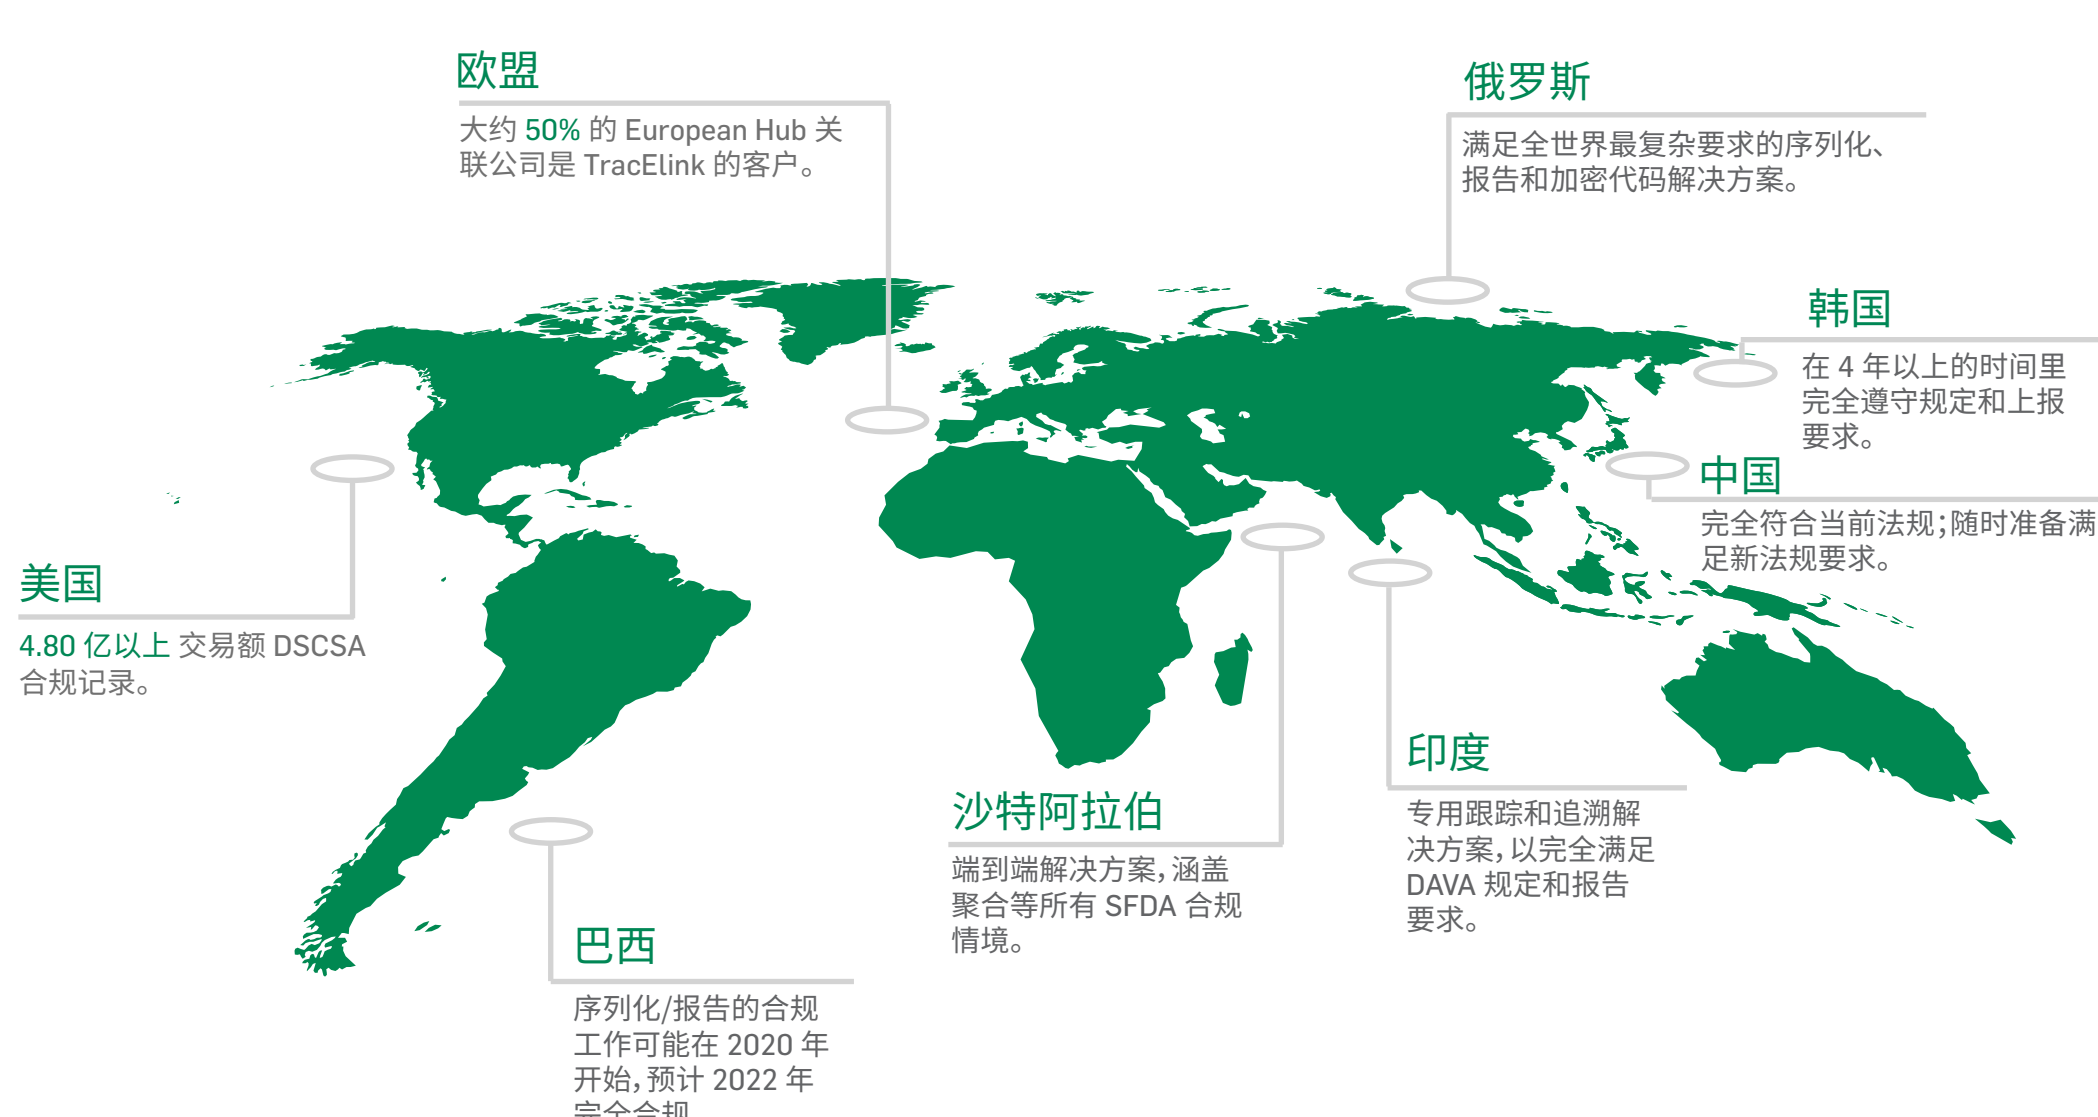 欧盟
大约 50% 的 European Hub 关
联公司是 TracElink 的客户。
俄罗斯
满足全世界最复杂要求的序列化、
报告和加密代码解决方案。
韩国
在 4 年以上的时间里
完全遵守规定和上报
要求。
中国
完全符合当前法规；随时准备满
足新法规要求。
美国
4.80 亿以上 交易额 DSCSA
合规记录。
印度
专用跟踪和追溯解
决方案，以完全满足
DAVA 规定和报告
要求。
沙特阿拉伯
端到端解决方案，涵盖
聚合等所有 SFDA 合规
情境。
巴西
序列化/报告的合规
工作可能在 2020 年
开始，预计 2022 年
完全合规